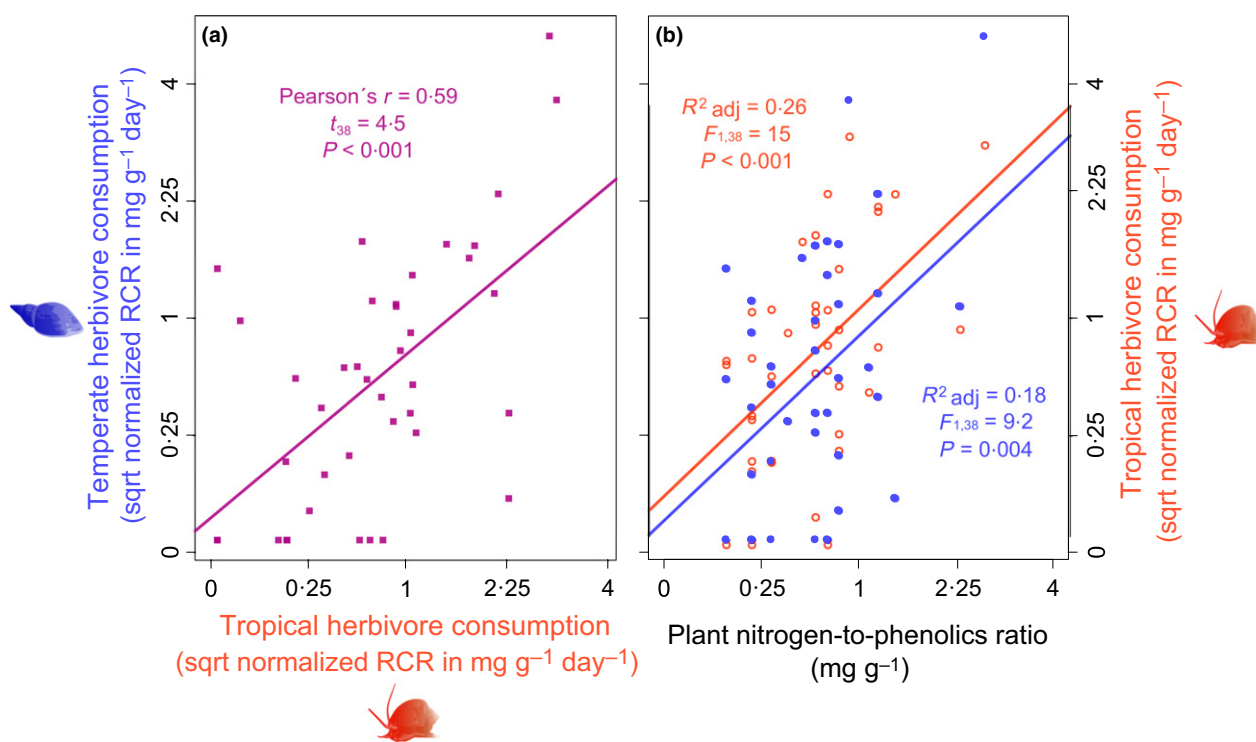 (a)
Pearson´s r = 0·59
t38 = 4·5
P < 0·001
Temperate herbivore consumption
(sqrt normalized RCR in mg g–1 day–1)
4
2·25
1
0·25
0
0
0·25
1
2·25
4
Tropical herbivore consumption
(sqrt normalized RCR in mg g–1 day–1)
(b)
R2 adj = 0·26
F1,38 = 15
P < 0·001
R2 adj = 0·18
F1,38 = 9·2
P = 0·004
0
0·25
1
2·25
4
Plant nitrogen-to-phenolics ratio
(mg g–1)
4
2·25
1
0·25
0
Tropical herbivore consumption
(sqrt normalized RCR in mg g–1 day–1)